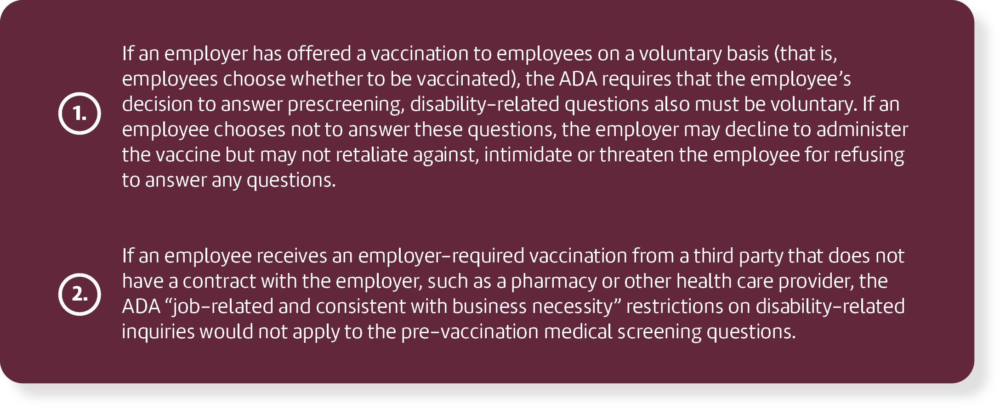 If an employer has offered a vaccination to employees on a voluntary basis (that is,
employees choose whether to be vaccinated), the ADA requires that the employee’s
decision to answer prescreening, disability-related questions also must be voluntary. If an
1.
employee chooses not to answer these questions, the employer may decline to administer
the vaccine but may not retaliate against, intimidate or threaten the employee for refusing
to answer any questions.
If an employee receives an employer-required vaccination from a third party that does not
have a contract with the employer, such as a pharmacy or other health care provider, the
2.
ADA “job-related and consistent with business necessity” restrictions on disability-related
inquiries would not apply to the pre-vaccination medical screening questions.